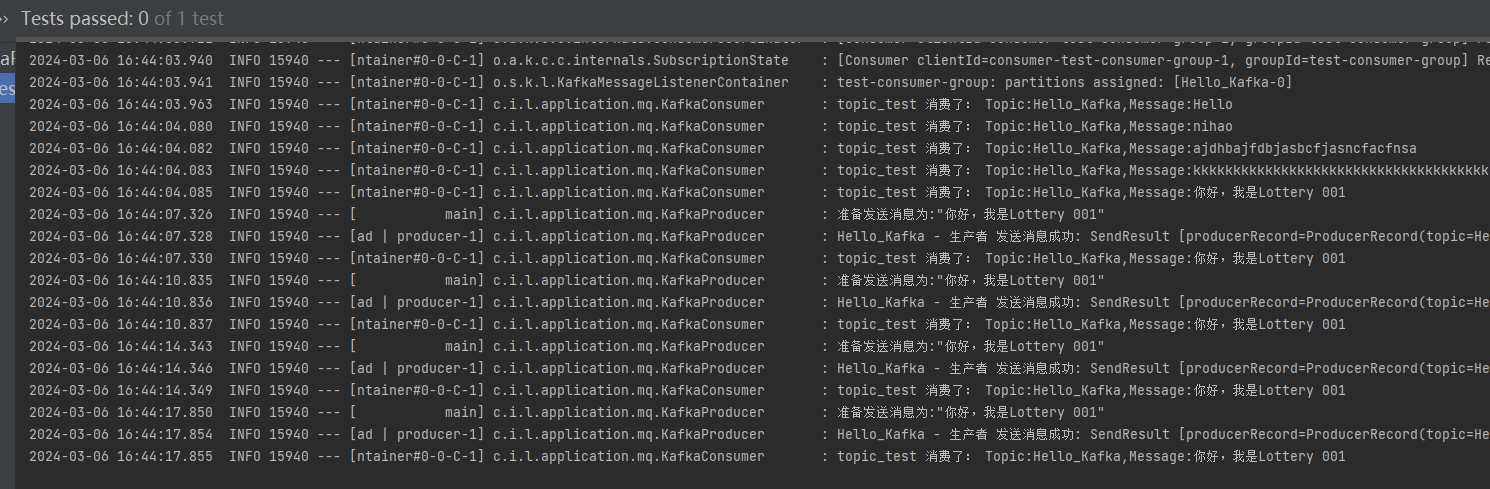 Tests passed: 0 of 1 test
2024-03-06 16:44:03.940  INFO 15940 --- [ntainer#0-0-C-1] o.a.k.c.c.internals.SubscriptionState    : [Consumer clientId=consumer-test-consumer-group-1, groupId=test-consumer-group] Re
2024-03-06 16:44:03.941  INFO 15940 --- [ntainer#0-0-C-1] o.s.k.l.KafkaMessageListenerContainer    : test-consumer-group: partitions assigned: [Hello_Kafka-0]
2024-03-06 16:44:03.963  INFO 15940 --- [ntainer#0-0-C-1] c.i.l.application.mq.KafkaConsumer       : topic_test 消费了: Topic:Hello_Kafka,Message:Hello
2024-03-06 16:44:04.080  INFO 15940 --- [ntainer#0-0-C-1] c.i.l.application.mq.KafkaConsumer       : topic_test 消费了: Topic:Hello_Kafka,Message:nihao
2024-03-06 16:44:04.082  INFO 15940 --- [ntainer#0-0-C-1] c.i.l.application.mq.KafkaConsumer       : topic_test 消费了: Topic:Hello_Kafka,Message:ajdhbajfdbjasbcfjasncfacfnsa
2024-03-06 16:44:04.083  INFO 15940 --- [ntainer#0-0-C-1] c.i.l.application.mq.KafkaConsumer       : topic_test 消费了: Topic:Hello_Kafka,Message:kkkkkkkkkkkkkkkkkkkkkkkkkkkkkkkkkkkkk
2024-03-06 16:44:04.085  INFO 15940 --- [ntainer#0-0-C-1] c.i.l.application.mq.KafkaConsumer       : topic_test 消费了: Topic:Hello_Kafka,Message:你好，我是Lottery 001
2024-03-06 16:44:07.326  INFO 15940 --- [           main] c.i.l.application.mq.KafkaProducer       : 准备发送消息为:"你好，我是Lottery 001"
2024-03-06 16:44:07.328  INFO 15940 --- [ad | producer-1] c.i.l.application.mq.KafkaProducer       : Hello_Kafka - 生产者 发送消息成功: SendResult [producerRecord=ProducerRecord(topic=He
2024-03-06 16:44:07.330  INFO 15940 --- [ntainer#0-0-C-1] c.i.l.application.mq.KafkaConsumer       : topic_test 消费了: Topic:Hello_Kafka,Message:你好，我是Lottery 001
2024-03-06 16:44:10.835  INFO 15940 --- [           main] c.i.l.application.mq.KafkaProducer       : 准备发送消息为:"你好，我是Lottery 001"
2024-03-06 16:44:10.836  INFO 15940 --- [ad | producer-1] c.i.l.application.mq.KafkaProducer       : Hello_Kafka - 生产者 发送消息成功: SendResult [producerRecord=ProducerRecord(topic=He
2024-03-06 16:44:10.837  INFO 15940 --- [ntainer#0-0-C-1] c.i.l.application.mq.KafkaConsumer       : topic_test 消费了: Topic:Hello_Kafka,Message:你好，我是Lottery 001
2024-03-06 16:44:14.343  INFO 15940 --- [           main] c.i.l.application.mq.KafkaProducer       : 准备发送消息为:"你好，我是Lottery 001"
2024-03-06 16:44:14.346  INFO 15940 --- [ad | producer-1] c.i.l.application.mq.KafkaProducer       : Hello_Kafka - 生产者 发送消息成功: SendResult [producerRecord=ProducerRecord(topic=He
2024-03-06 16:44:14.349  INFO 15940 --- [ntainer#0-0-C-1] c.i.l.application.mq.KafkaConsumer       : topic_test 消费了: Topic:Hello_Kafka,Message:你好，我是Lottery 001
2024-03-06 16:44:17.850  INFO 15940 --- [           main] c.i.l.application.mq.KafkaProducer       : 准备发送消息为:"你好，我是Lottery 001"
2024-03-06 16:44:17.854  INFO 15940 --- [ad | producer-1] c.i.l.application.mq.KafkaProducer       : Hello_Kafka - 生产者 发送消息成功: SendResult [producerRecord=ProducerRecord(topic=He
2024-03-06 16:44:17.855  INFO 15940 --- [ntainer#0-0-C-1] c.i.l.application.mq.KafkaConsumer       : topic_test 消费了: Topic:Hello_Kafka,Message:你好，我是Lottery 001